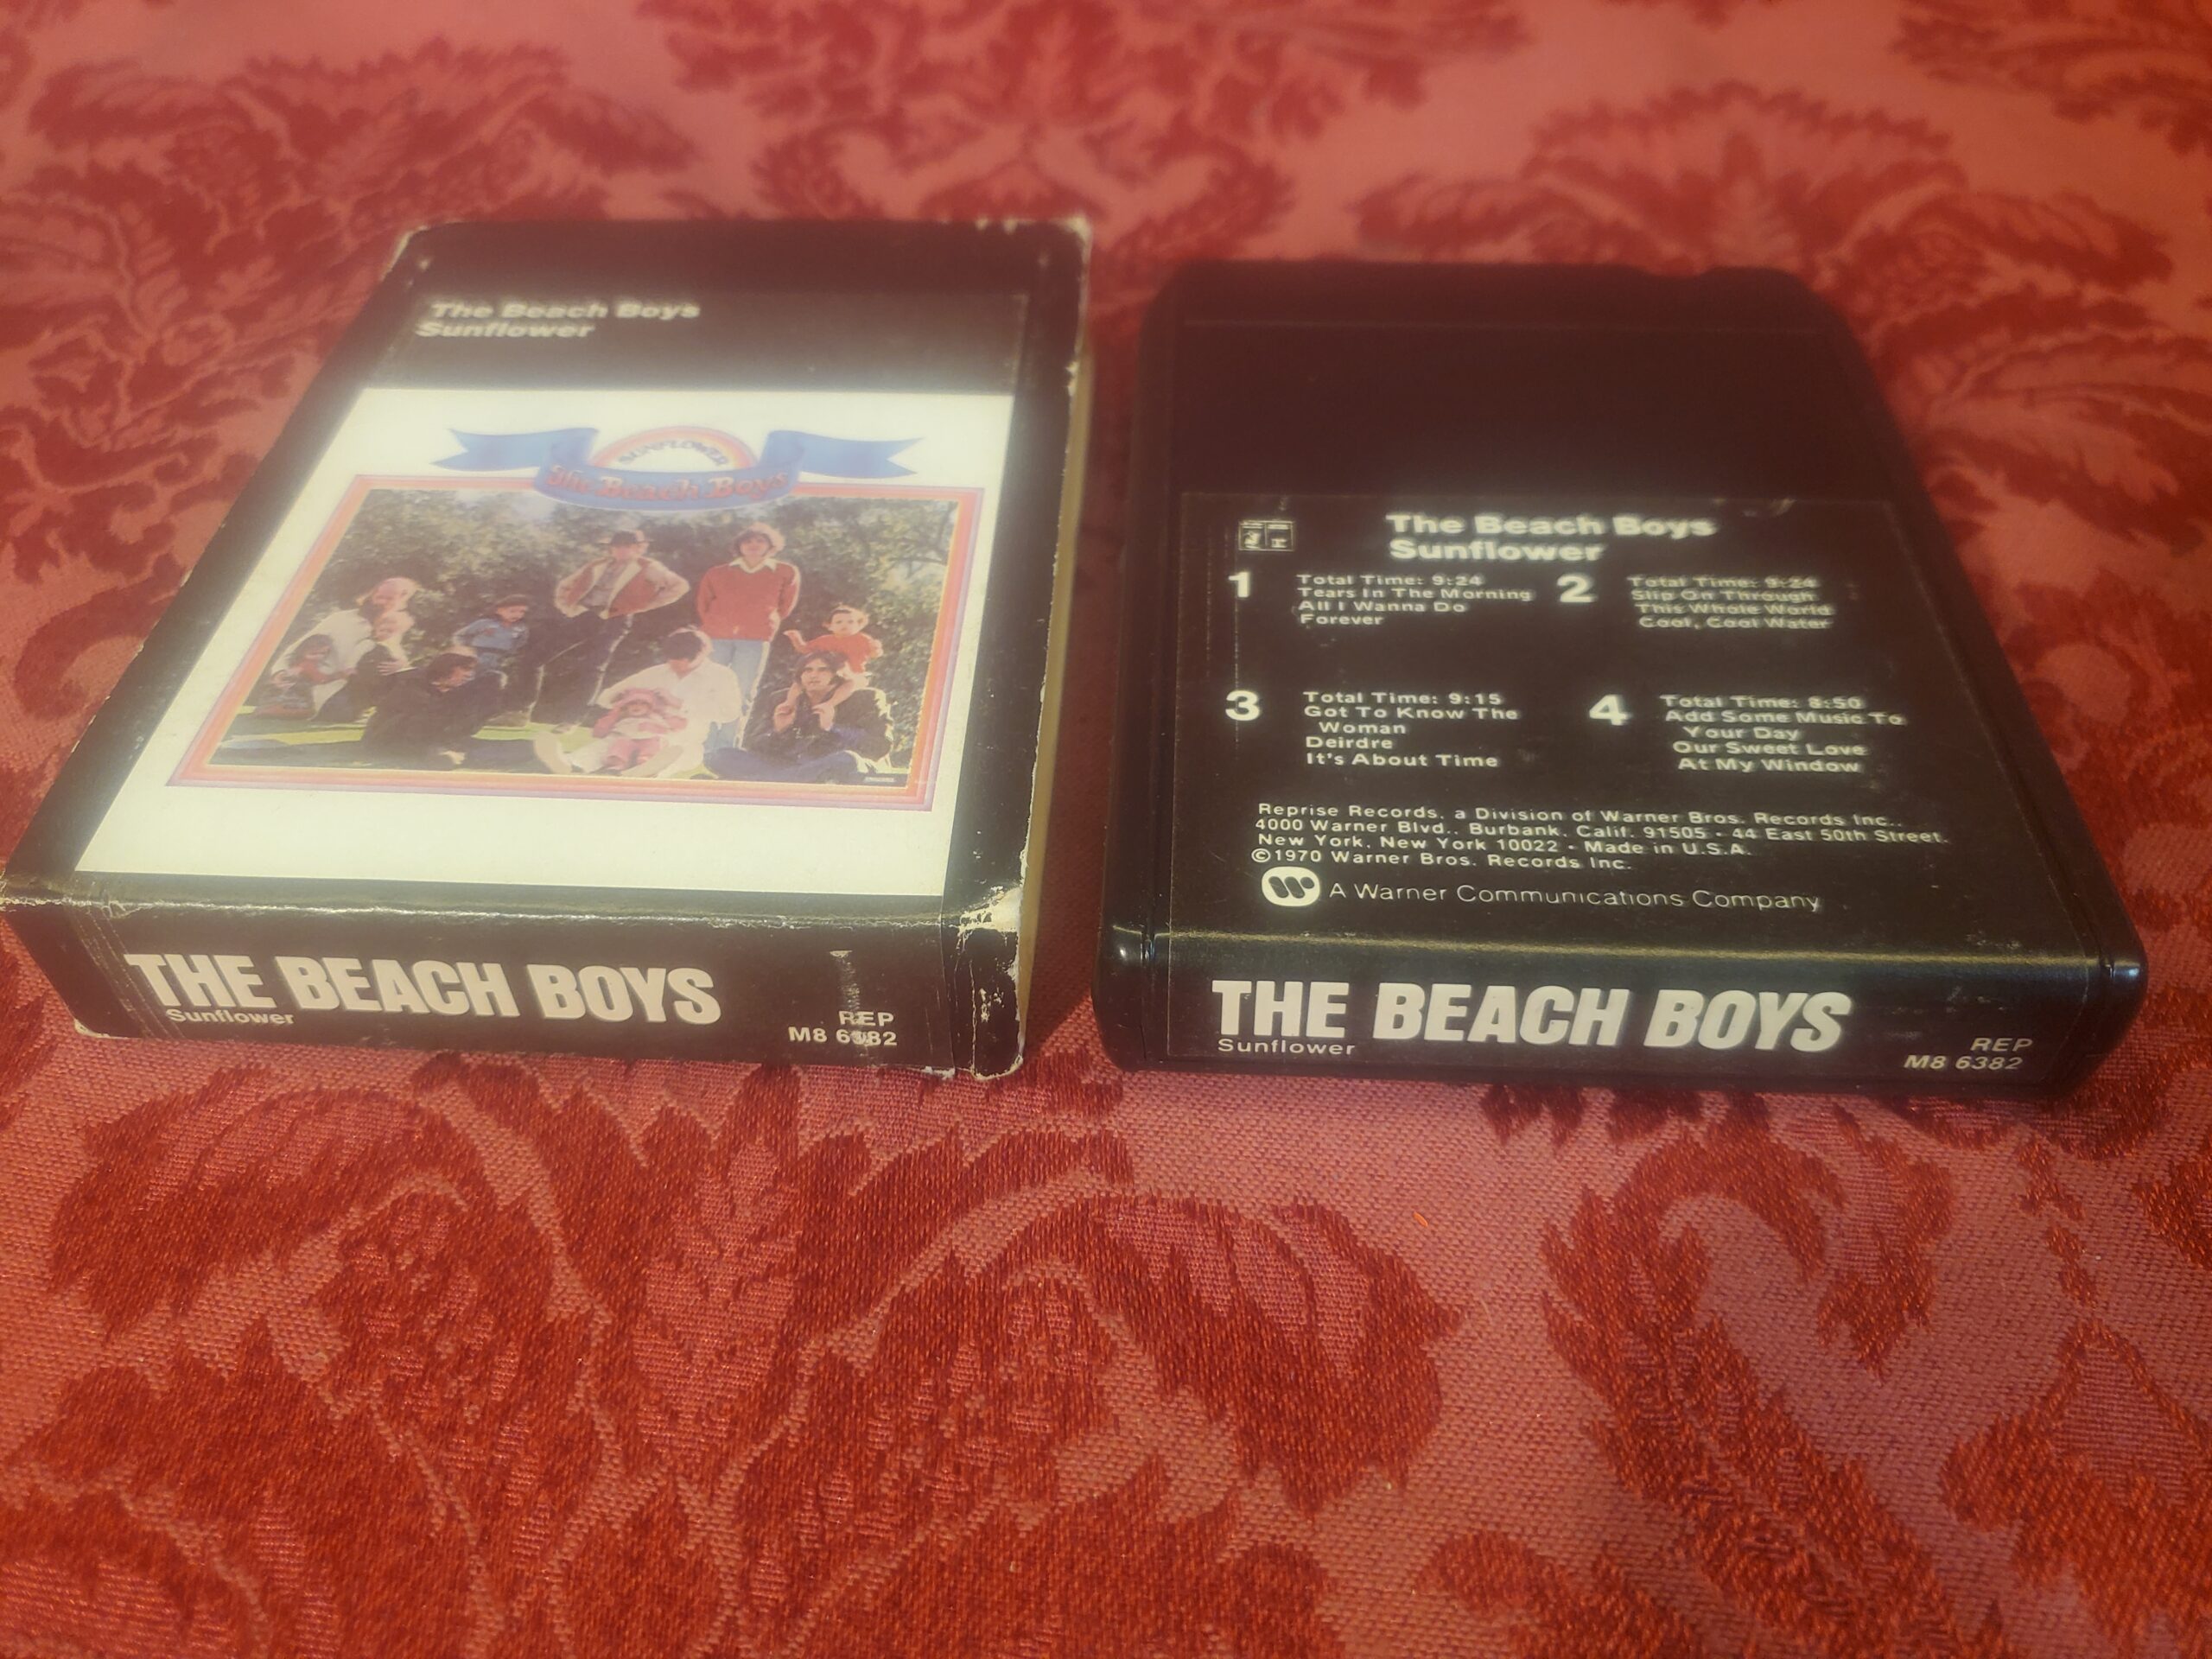 The Beach Boys
Sunflower
SUNFLOWER
The Beach Boys
THE BEACH BOYS
Sunflower
REP
M8 6382
The Beach Boys
Sunflower
1
Total Time: 9:24
Tears In The Morning
All I Wanna Do
Forever
2
Total Time: 9:24
Slip On Through
This Whole World
Cool, Cool Water
3
Total Time: 9:15
Got To Know The
Woman
Deirdre
It's About Time
4
Total Time: 8:50
Add Some Music To
Your Day
Our Sweet Love
At My Window
Reprise Records, a Division of Warner Bros. Records Inc.,
4000 Warner Blvd., Burbank, Calif. 91505 • 44 East 50th Street,
New York, New York 10022 • Made in U.S.A.
©1970 Warner Bros. Records Inc.
A Warner Communications Company
THE BEACH BOYS
Sunflower
REP
M8 6382